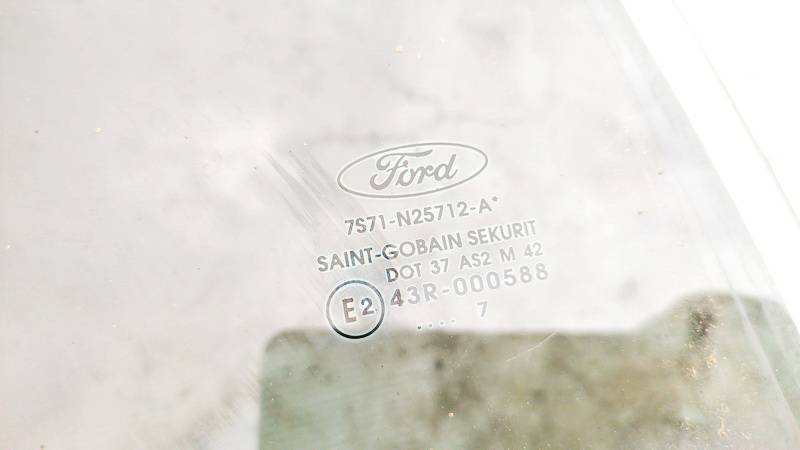 Ford
7S71-N25712-A*
SAINT-GOBAIN SEKURIT
DOT 37 AS2 M 42
E2 43R-000588
.... 7